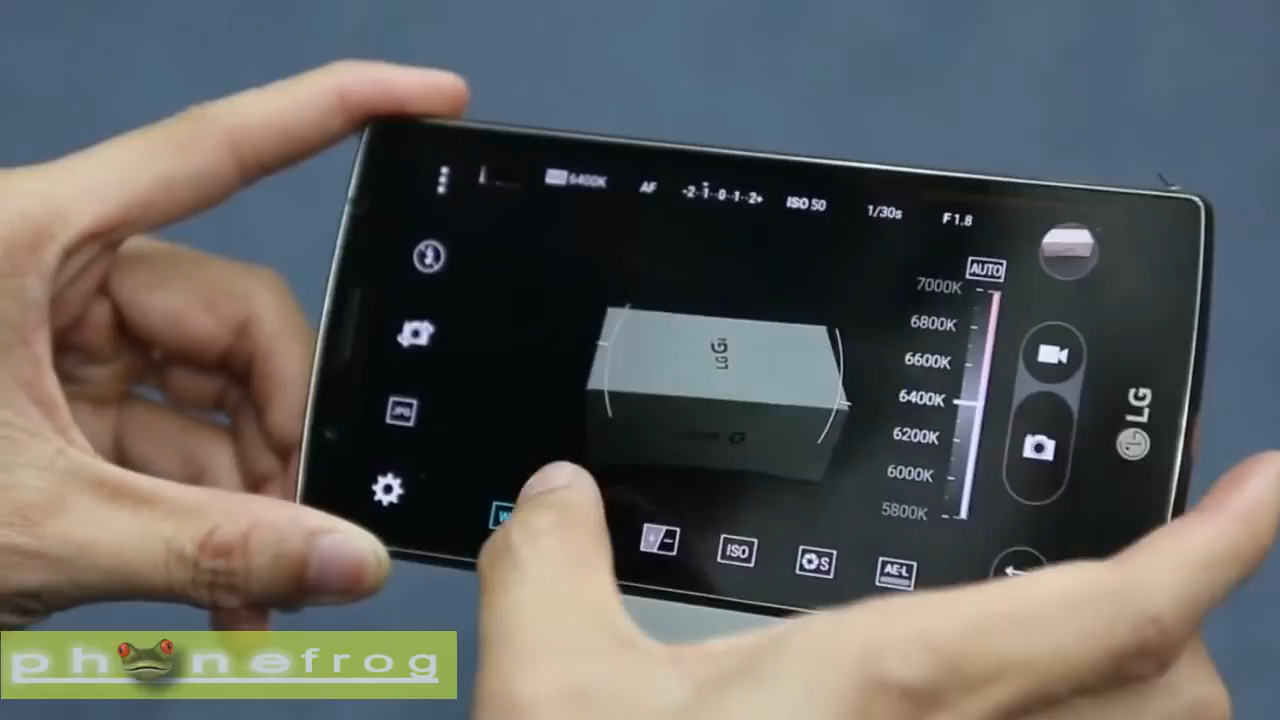 6400K AF -2··1··0··1··2+ ISO 50 1/30s F1.8
AUTO
7000K
6800K
6600K
6400K
6200K
6000K
5800K
JPG
LG G
LG
W
+/-
ISO
S
AE-L
phonefrog